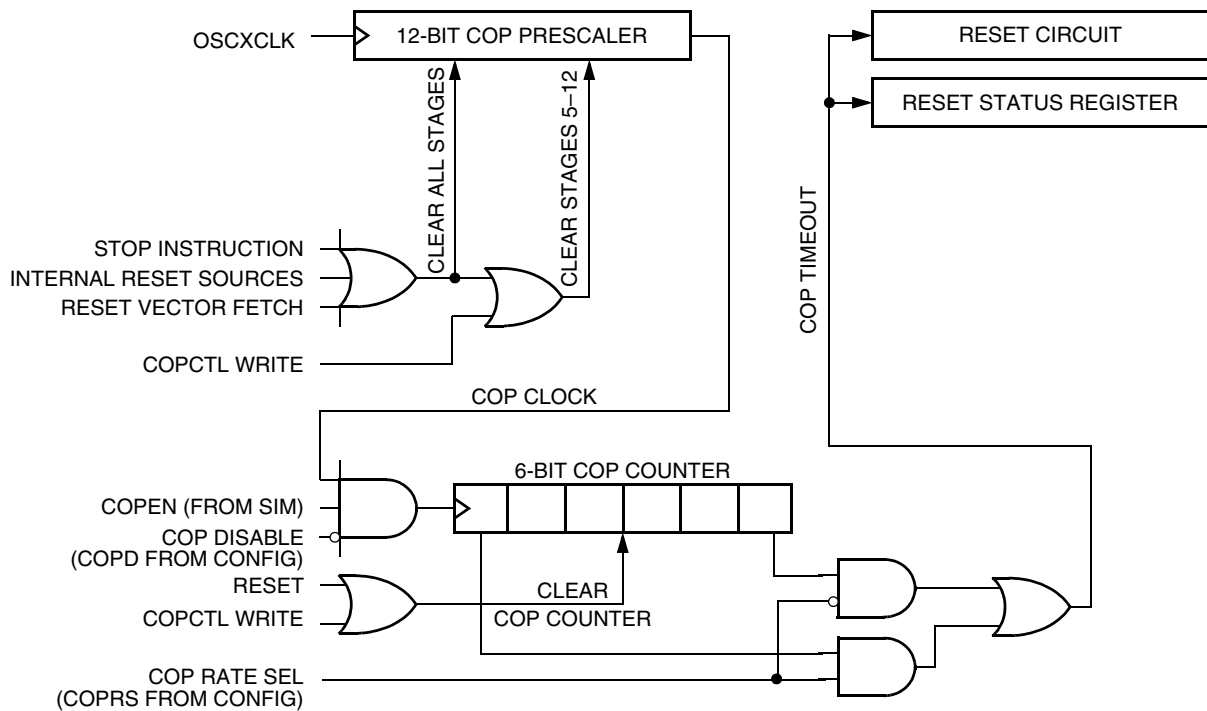 OSCXCLK
12-BIT COP PRESCALER
RESET CIRCUIT
RESET STATUS REGISTER
CLEAR ALL STAGES
CLEAR STAGES 5–12
COP TIMEOUT
STOP INSTRUCTION
INTERNAL RESET SOURCES
RESET VECTOR FETCH
COPCTL WRITE
COP CLOCK
6-BIT COP COUNTER
COPEN (FROM SIM)
COP DISABLE
(COPD FROM CONFIG)
RESET
COPCTL WRITE
CLEAR
COP COUNTER
COP RATE SEL
(COPRS FROM CONFIG)